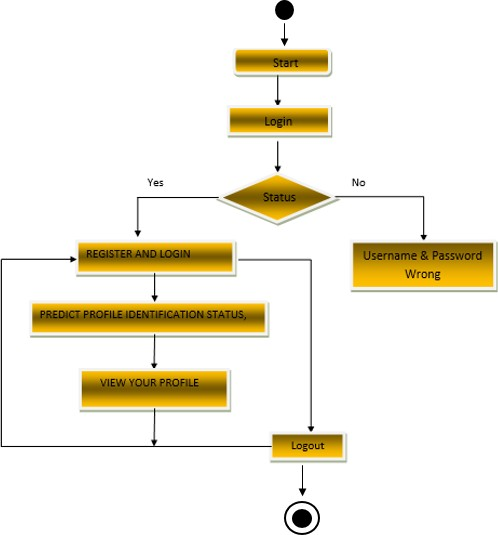 Start
Login
Status
Yes
No
REGISTER AND LOGIN
Username & Password
Wrong
PREDICT PROFILE IDENTIFICATION STATUS,
VIEW YOUR PROFILE
Logout